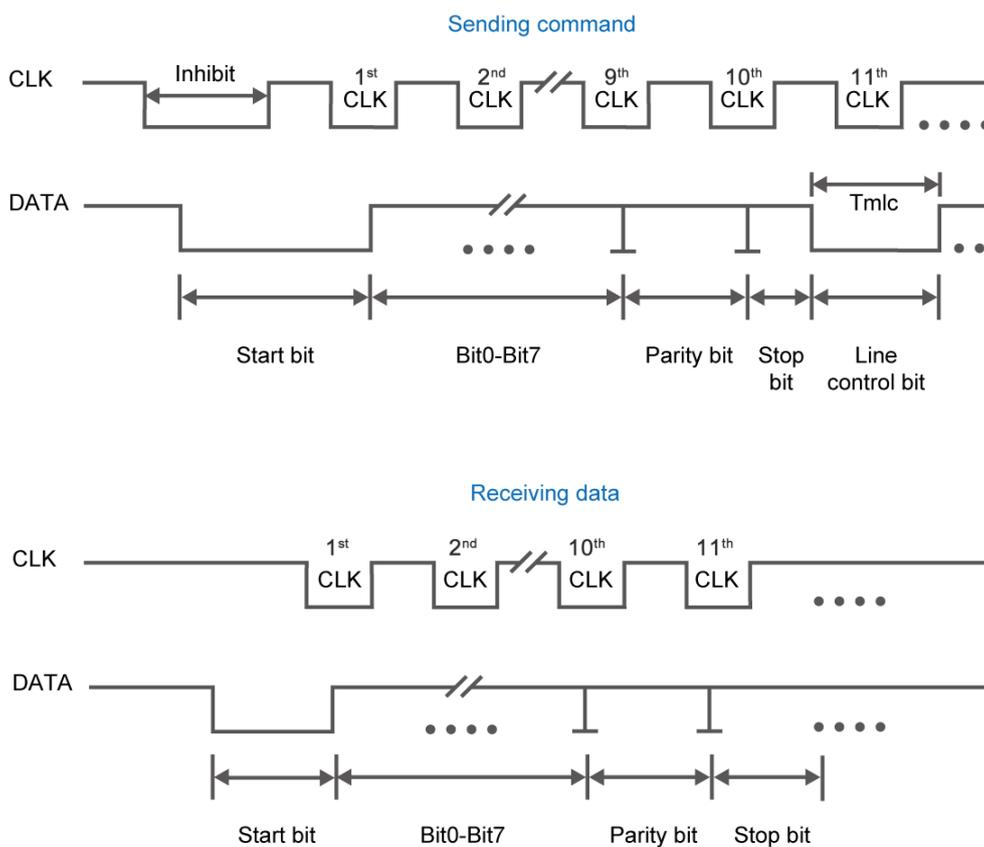 Sending command
CLK
Inhibit
1st
CLK
2nd
CLK
9th
CLK
10th
CLK
11th
CLK
DATA
Tmlc
Start bit
Bit0-Bit7
Parity bit
Stop
bit
Line
control bit
Receiving data
CLK
1st
CLK
2nd
CLK
10th
CLK
11th
CLK
DATA
Start bit
Bit0-Bit7
Parity bit
Stop bit